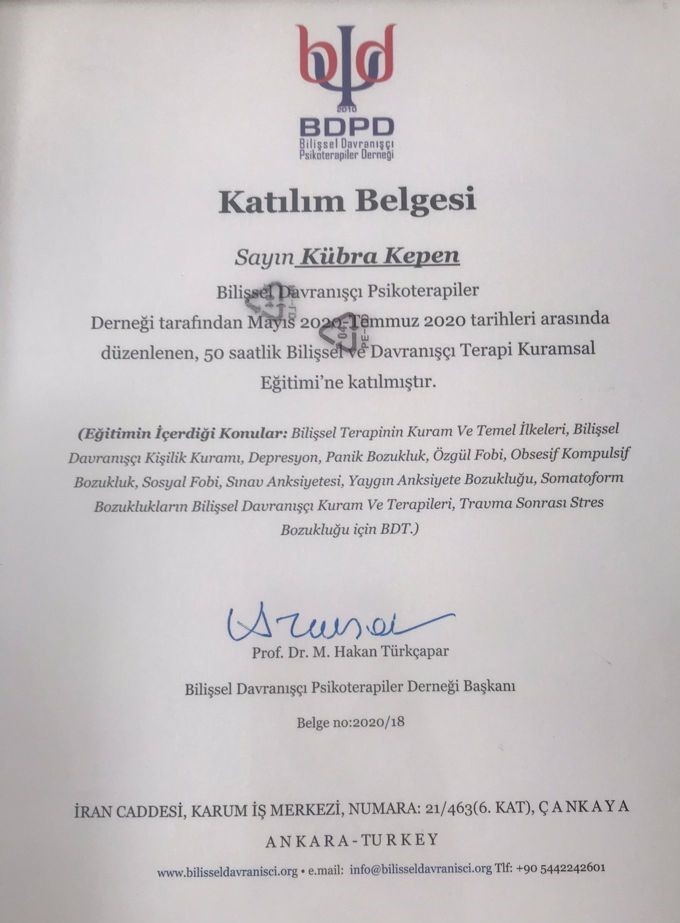 bψd
2010
BDPD
Bilişsel Davranışçı
Psikoterapiler Derneği
Katılım Belgesi
Sayın Kübra Kepen
Bilişsel Davranışçı Psikoterapiler
Derneği tarafından Mayıs 2020-Temmuz 2020 tarihleri arasında
düzenlenen, 50 saatlik Bilişsel ve Davranışçı Terapi Kuramsal
Eğitimi’ne katılmıştır.
(Eğitimin İçerdiği Konular: Bilişsel Terapinin Kuram Ve Temel İlkeleri, Bilişsel
Davranışçı Kişilik Kuramı, Depresyon, Panik Bozukluk, Özgül Fobi, Obsesif Kompulsif
Bozukluk, Sosyal Fobi, Sınav Anksiyetesi, Yaygın Anksiyete Bozukluğu, Somatoform
Bozuklukların Bilişsel Davranışçı Kuram Ve Terapileri, Travma Sonrası Stres
Bozukluğu için BDT.)
Prof. Dr. M. Hakan Türkçapar
Bilişsel Davranışçı Psikoterapiler Derneği Başkanı
Belge no:2020/18
İRAN CADDESİ, KARUM İŞ MERKEZİ, NUMARA: 21/463(6. KAT), ÇANKAYA
ANKARA-TURKEY
www.bilisseldavranisci.org • e.mail: info@bilisseldavranisci.org Tlf: +90 5442242601